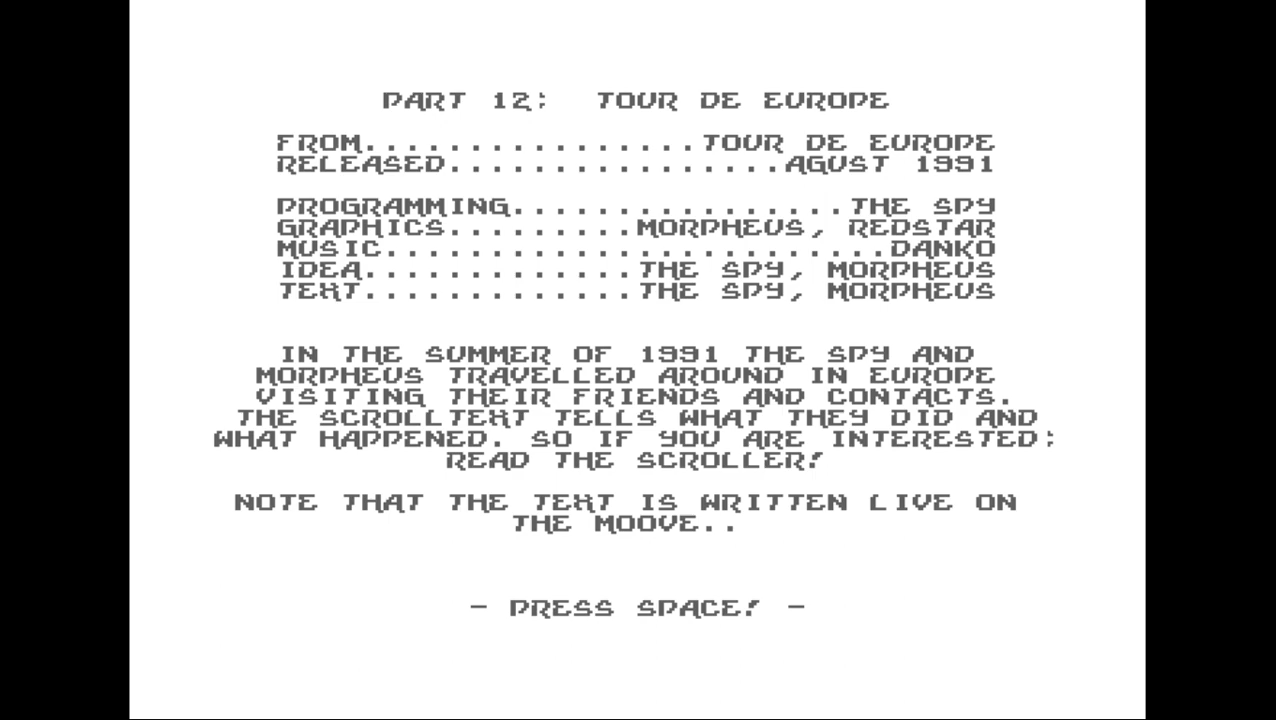 PART 12:  TOUR DE EUROPE
FROM................TOUR DE EUROPE
RELEASED................AGUST 1991
PROGRAMMING................THE SPY
GRAPHICS.........MORPHEUS, REDSTAR
MUSIC........................DANKO
IDEA.............THE SPY, MORPHEUS
TEXT.............THE SPY, MORPHEUS
IN THE SUMMER OF 1991 THE SPY AND
MORPHEUS TRAVELLED AROUND IN EUROPE
VISITING THEIR FRIENDS AND CONTACTS.
THE SCROLLTEXT TELLS WHAT THEY DID AND
WHAT HAPPENED. SO IF YOU ARE INTERESTED:
READ THE SCROLLER!
NOTE THAT THE TEXT IS WRITTEN LIVE ON
THE MOOVE..
- PRESS SPACE! -